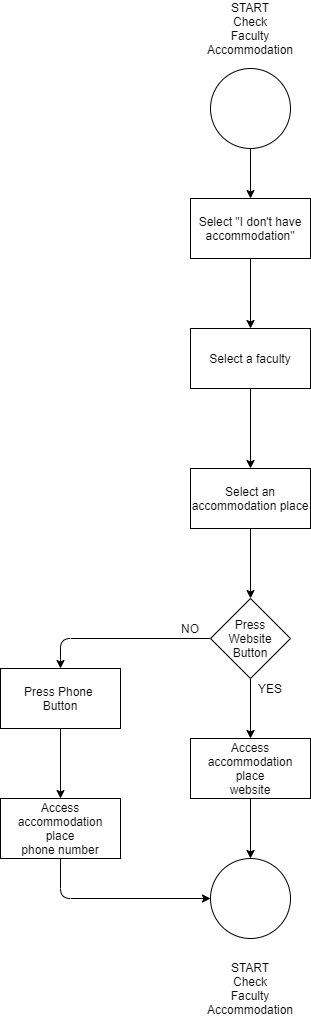 START
Check
Faculty
Accommodation
Select "I don't have
accommodation"
Select a faculty
Select an
accommodation place
Press
Website
Button
NO
YES
Press Phone
Button
Access
accommodation
place
website
Access
accommodation
place
phone number
START
Check
Faculty
Accommodation